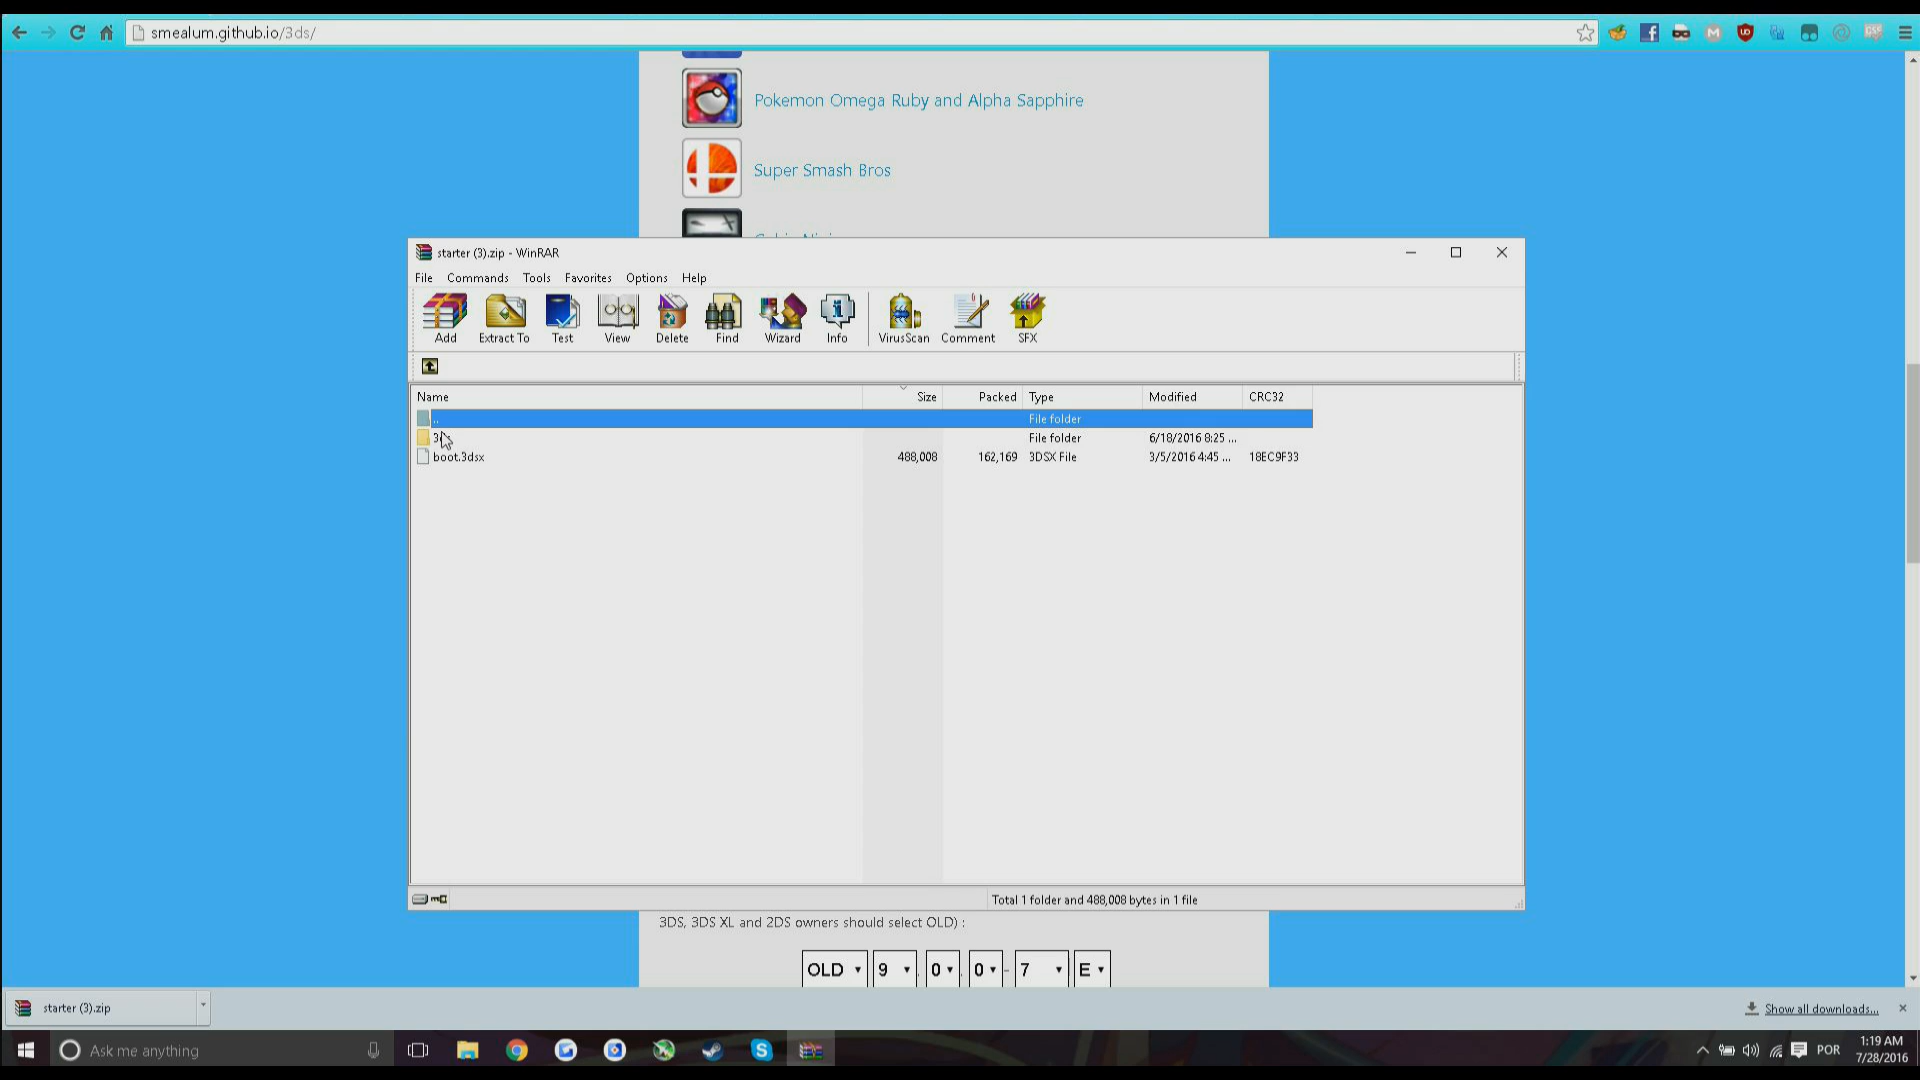 smealum.github.io/3ds/
Pokemon Omega Ruby and Alpha Sapphire
Super Smash Bros
starter (3).zip - WinRAR
File Commands Tools Favorites Options Help
Add Extract To Test View Delete Find Wizard Info VirusScan Comment SFX
Name Size Packed Type Modified CRC32
.. File folder
File folder 6/18/2016 8:25 ...
boot.3dsx 488,008 162,169 3DSX File 3/5/2016 4:45 ... 18EC9F33
Total 1 folder and 488,008 bytes in 1 file
3DS, 3DS XL and 2DS owners should select OLD) :
OLD 9 0 0 - 7 E
starter (3).zip
Show all downloads...
Ask me anything
POR
1:19 AM
7/28/2016